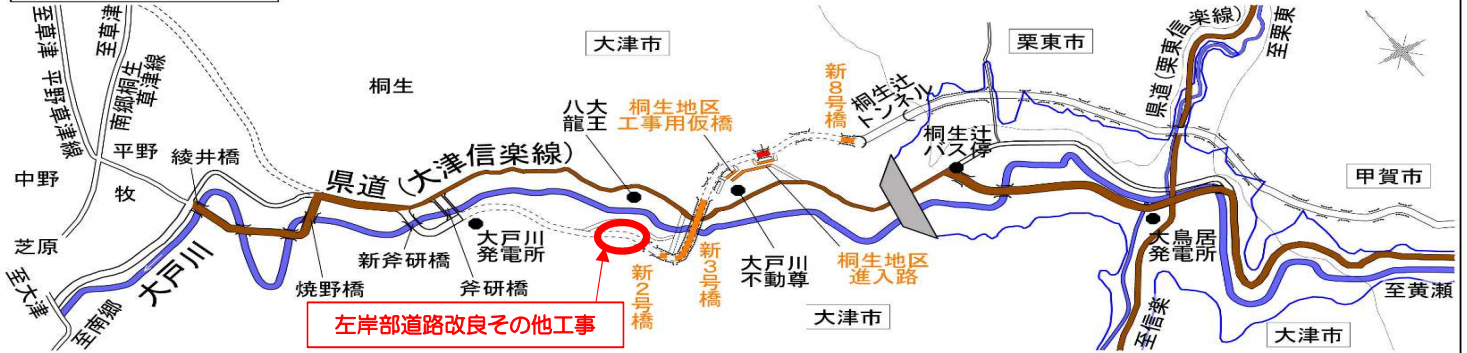 至草津 平野草津線
至草津
南郷桐生草津線
平野
中野
牧
綾井橋
芝原
至大津
至南郷
大戸川
桐生
県道(大津信楽線)
焼野橋
新斧研橋
斧研橋
大戸川
発電所
八大
龍王
大津市
桐生地区
工事用仮橋
左岸部道路改良その他工事
新2号橋
新3号橋
大戸川
不動尊
桐生地区
進入路
新8号橋
桐生辻
トンネル
栗東市
桐生辻
バス停
大津市
県道(栗東信楽線)
至栗東
甲賀市
大鳥居
発電所
至信楽
至黄瀬
大津市